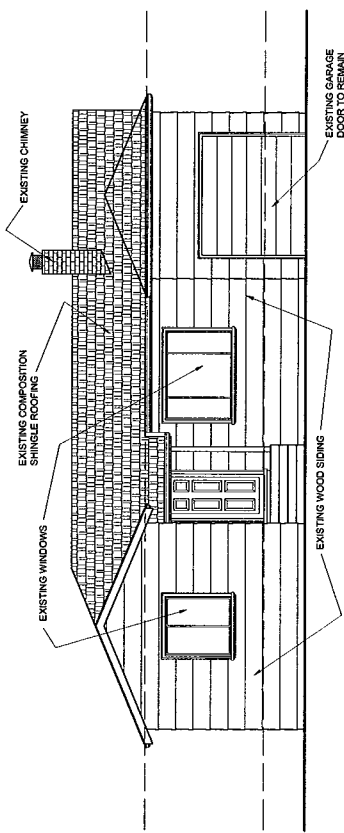 EXISTING WINDOWS
EXISTING COMPOSITION
SHINGLE ROOFING
EXISTING CHIMNEY
EXISTING WOOD SIDING
EXISTING GARAGE
DOOR TO REMAIN